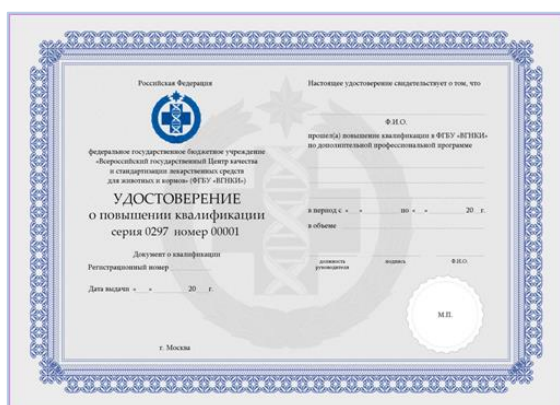 Российская Федерация
федеральное государственное бюджетное учреждение
«Всероссийский государственный Центр качества
и стандартизации лекарственных средств
для животных и кормов» (ФГБУ «ВГНКИ»)
УДОСТОВЕРЕНИЕ
о повышении квалификации
серия 0297 номер 00001
Документ о квалификации
Регистрационный номер
Дата выдачи « » 20 г.
г. Москва
Настоящее удостоверение свидетельствует о том, что
Ф.И.О.
прошел(а) повышение квалификации в ФГБУ «ВГНКИ»
по дополнительной профессиональной программе
в период с « » по « » 20 г.
в объеме
должность руководителя подпись Ф.И.О.
М.П.